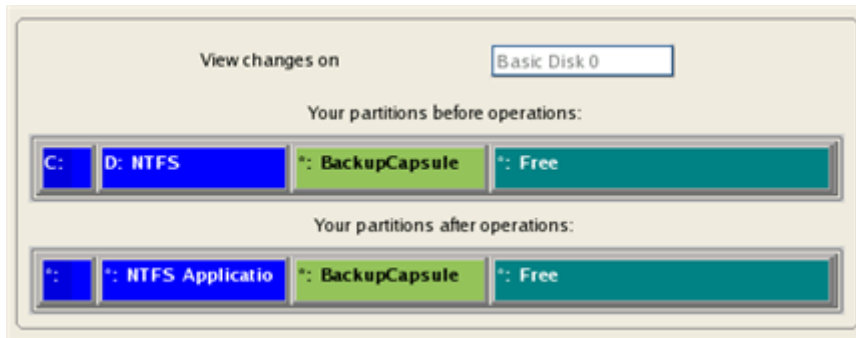 View changes on Basic Disk 0
Your partitions before operations:
C: D: NTFS *: BackupCapsule *: Free
Your partitions after operations:
*: *: NTFS Applicatio *: BackupCapsule *: Free